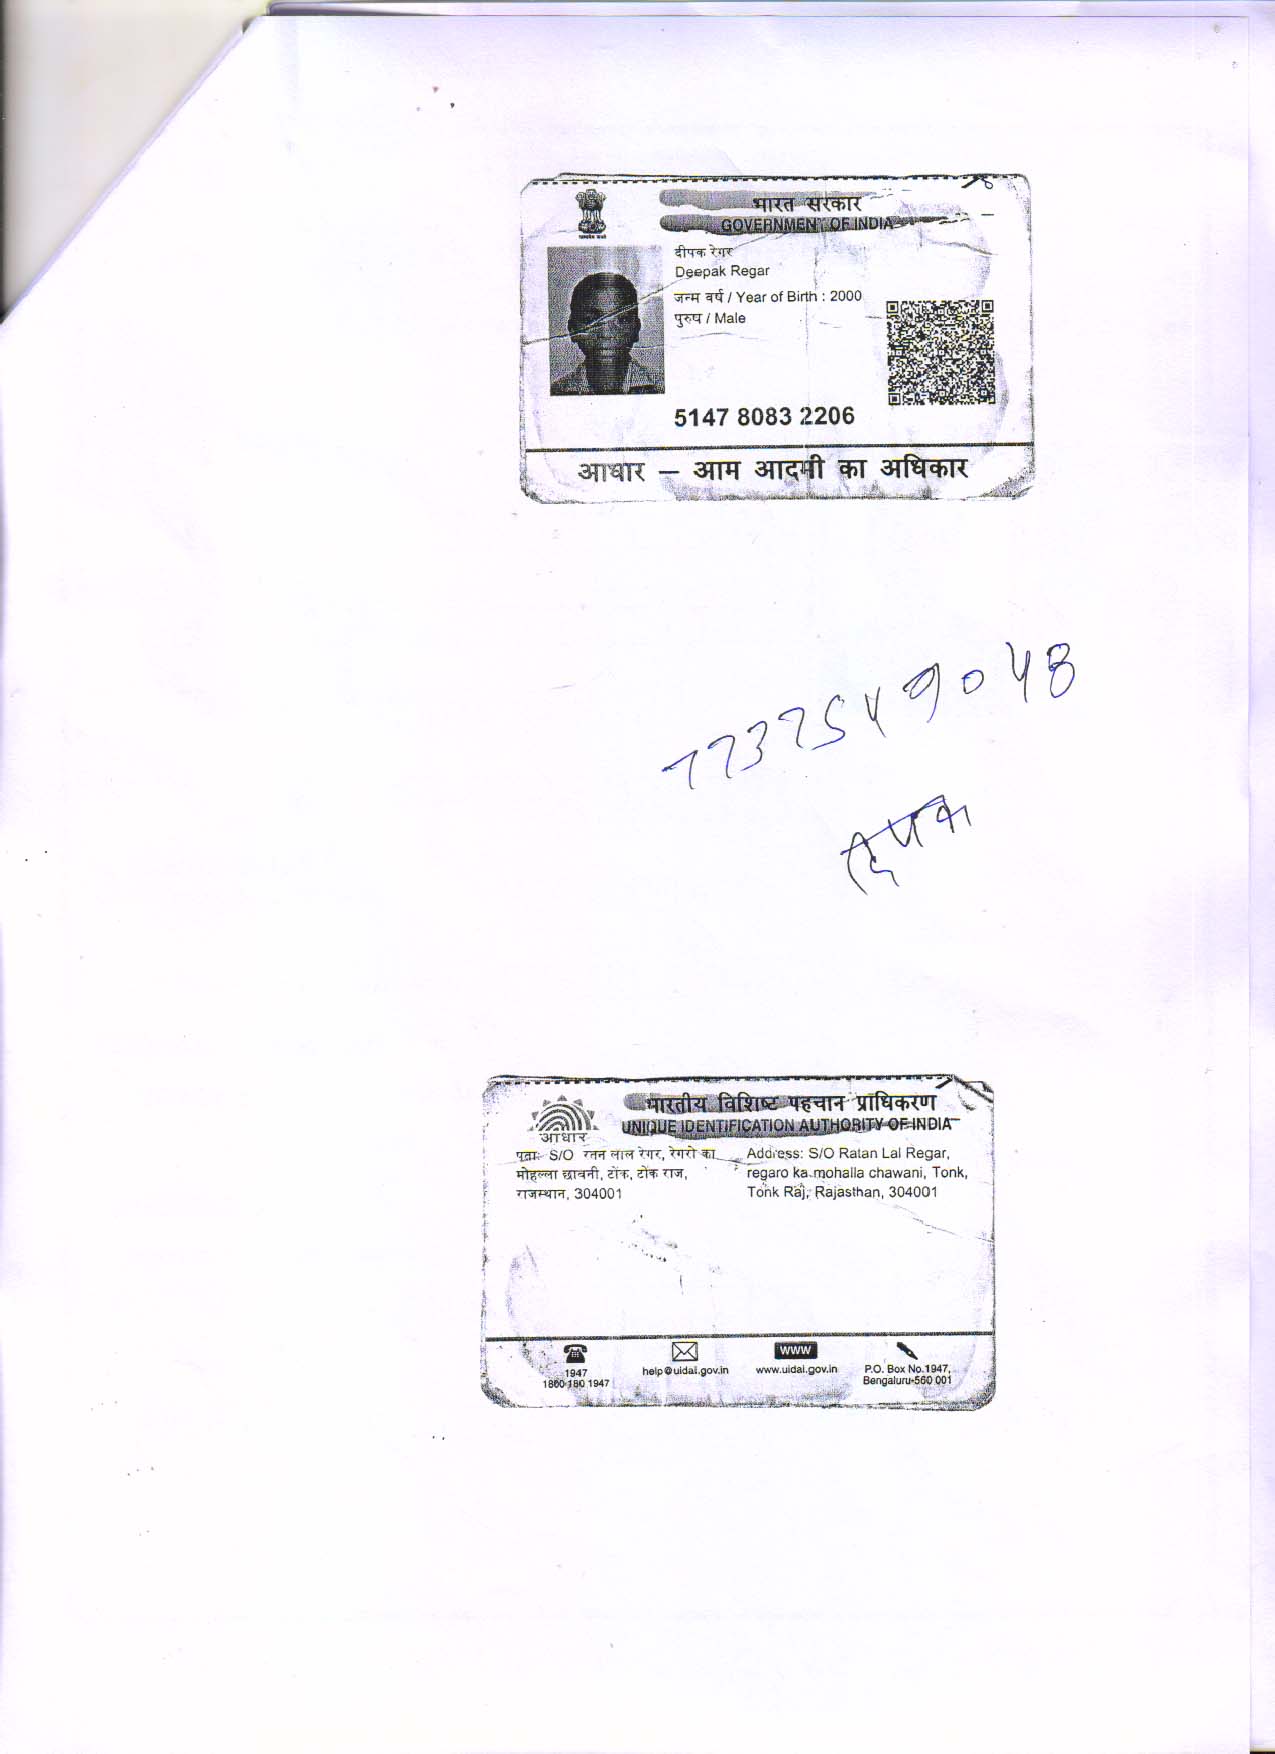 भारत सरकार
GOVERNMENT OF INDIA
दीपक रेगर
Deepak Regar
जन्म वर्ष / Year of Birth : 2000
पुरुष / Male
5147 8083 2206
आधार – आम आदमी का अधिकार
7737549048
दिपक
भारतीय विशिष्ट पहचान प्राधिकरण
UNIQUE IDENTIFICATION AUTHORITY OF INDIA
आधार
पता: S/O रतन लाल रेगर, रेगरो का
मोहल्ला छावनी, टोंक, टोंक राज,
राजस्थान, 304001
Address: S/O Ratan Lal Regar,
regaro ka mohalla chawani, Tonk,
Tonk Raj, Rajasthan, 304001
1947
1800 180 1947
help@uidai.gov.in
WWW
www.uidai.gov.in
P.O. Box No.1947,
Bengaluru-560 001